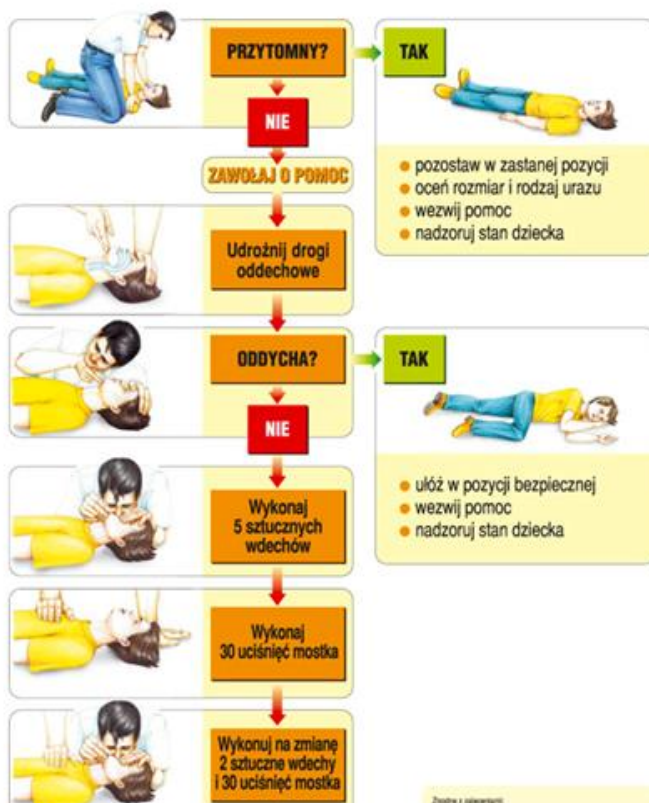 PRZYTOMNY?
TAK
NIE
ZAWOŁAJ O POMOC
• pozostaw w zastanej pozycji
• oceń rozmiar i rodzaj urazu
• wezwij pomoc
• nadzoruj stan dziecka
Udrożnij drogi
oddechowe
ODDYCHA?
TAK
NIE
• ułóż w pozycji bezpiecznej
• wezwij pomoc
• nadzoruj stan dziecka
Wykonaj
5 sztucznych
wdechów
Wykonaj
30 uciśnięć mostka
Wykonuj na zmianę
2 sztuczne wdechy
i 30 uciśnięć mostka